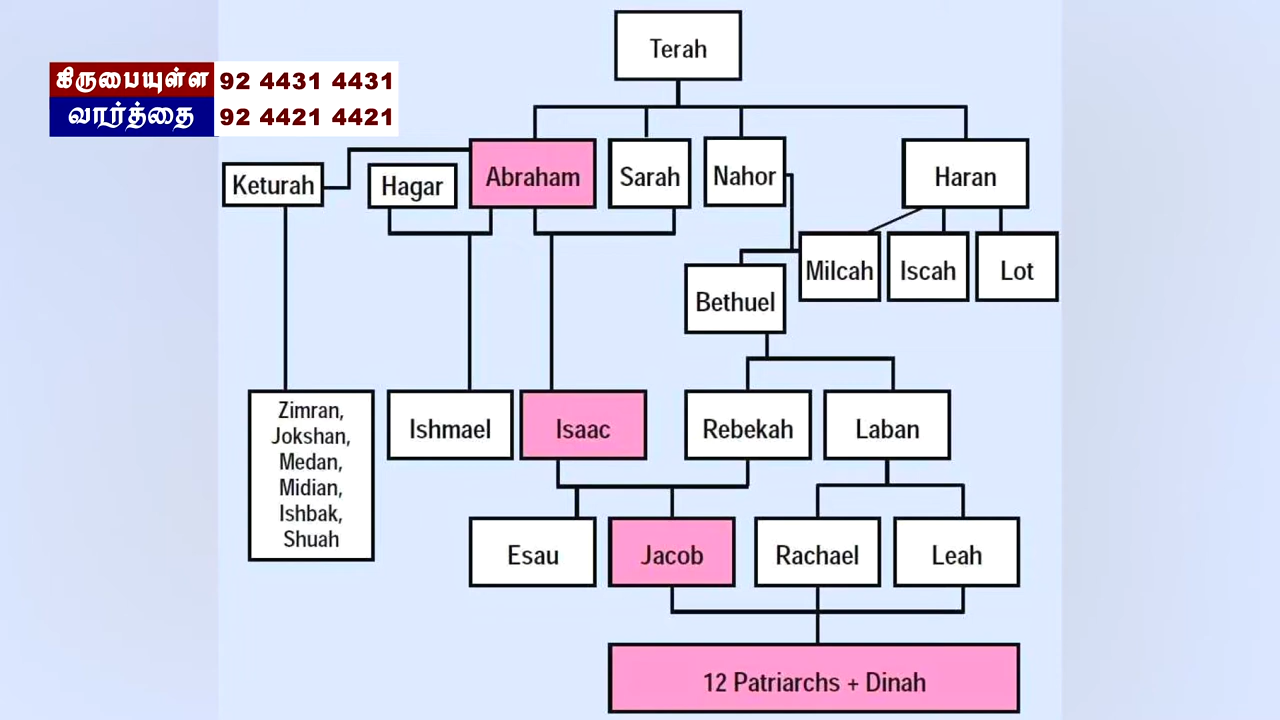 Terah
கிருபையுள்ள 92 4431 4431
வார்த்தை 92 4421 4421
Keturah
Hagar
Abraham
Sarah
Nahor
Haran
Milcah
Iscah
Lot
Bethuel
Zimran,
Jokshan,
Medan,
Midian,
Ishbak,
Shuah
Ishmael
Isaac
Rebekah
Laban
Esau
Jacob
Rachael
Leah
12 Patriarchs + Dinah